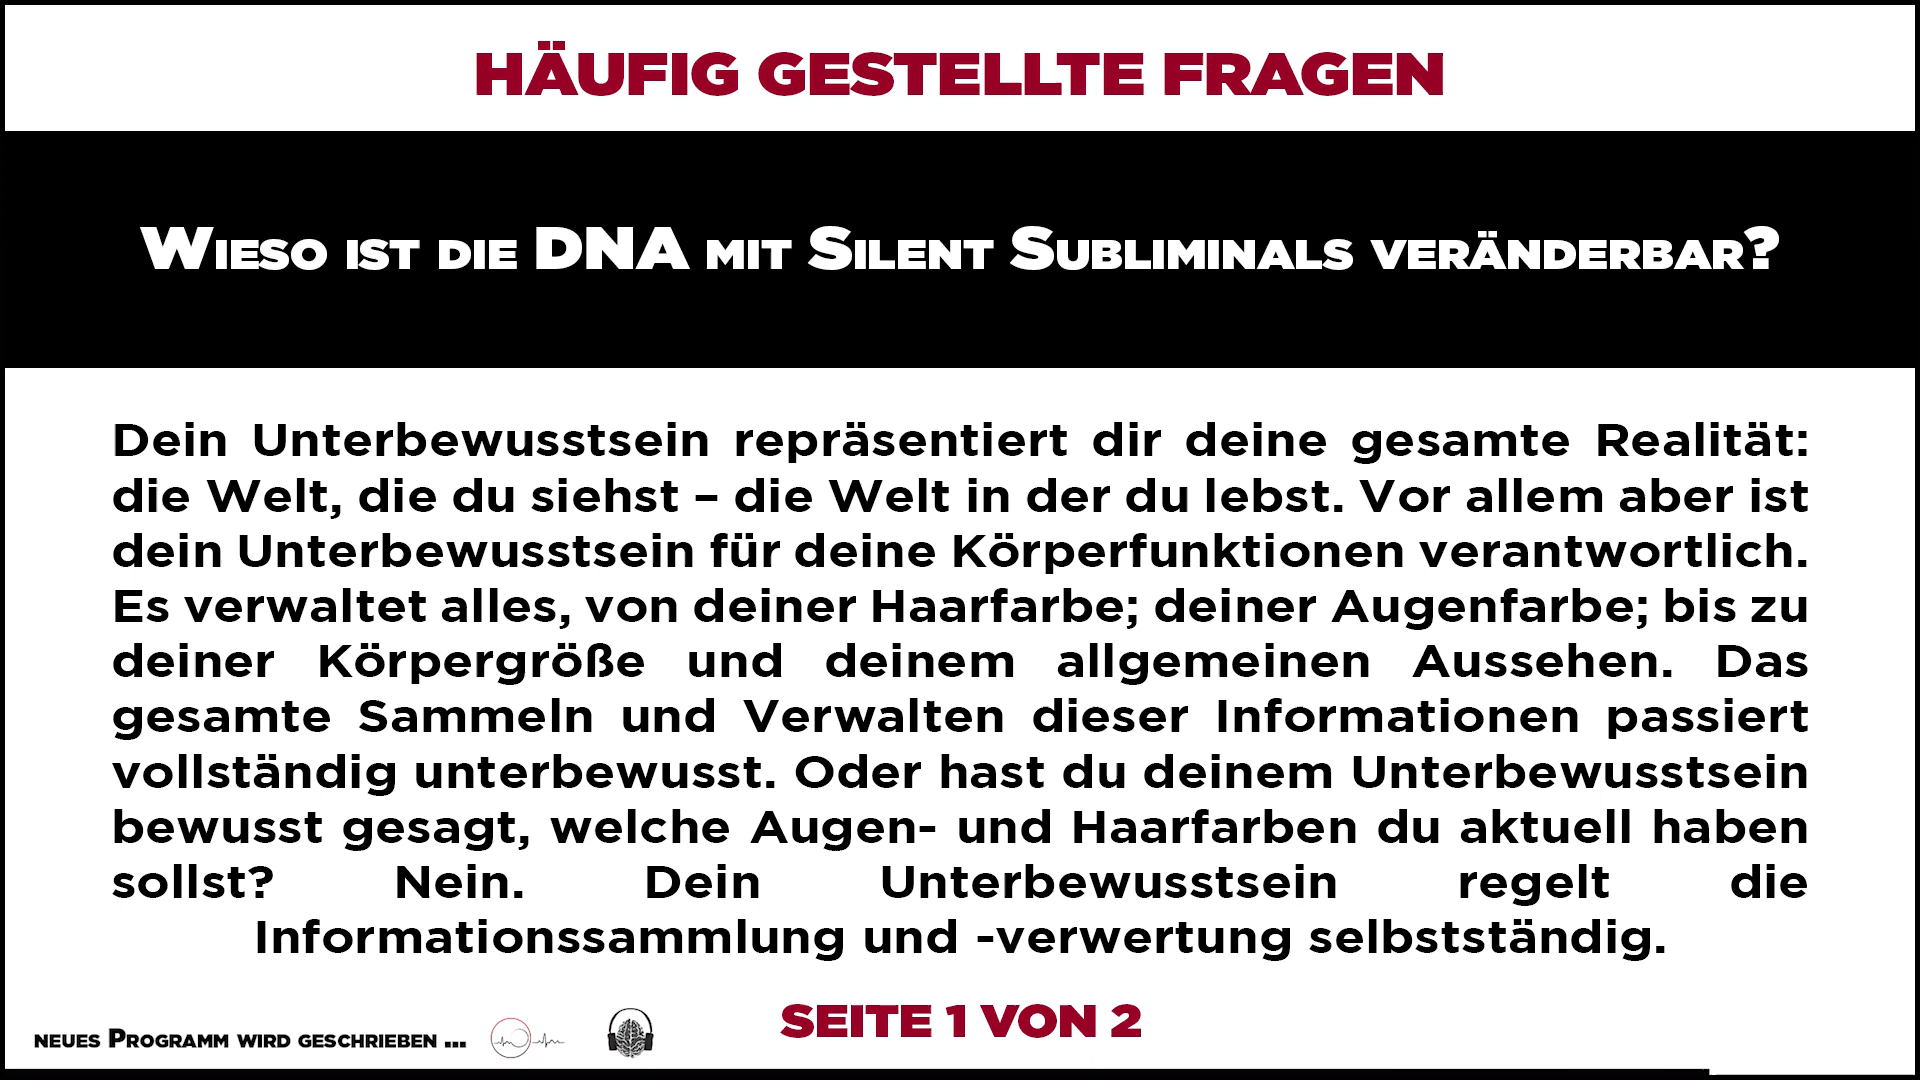 HÄUFIG GESTELLTE FRAGEN
Wieso ist die DNA mit Silent Subliminals veränderbar?
Dein Unterbewusstsein repräsentiert dir deine gesamte Realität:
die Welt, die du siehst – die Welt in der du lebst. Vor allem aber ist
dein Unterbewusstsein für deine Körperfunktionen verantwortlich.
Es verwaltet alles, von deiner Haarfarbe; deiner Augenfarbe; bis zu
deiner Körpergröße und deinem allgemeinen Aussehen. Das
gesamte Sammeln und Verwalten dieser Informationen passiert
vollständig unterbewusst. Oder hast du deinem Unterbewusstsein
bewusst gesagt, welche Augen- und Haarfarben du aktuell haben
sollst? Nein. Dein Unterbewusstsein regelt die
Informationssammlung und -verwertung selbstständig.
SEITE 1 VON 2
neues Programm wird geschrieben ...